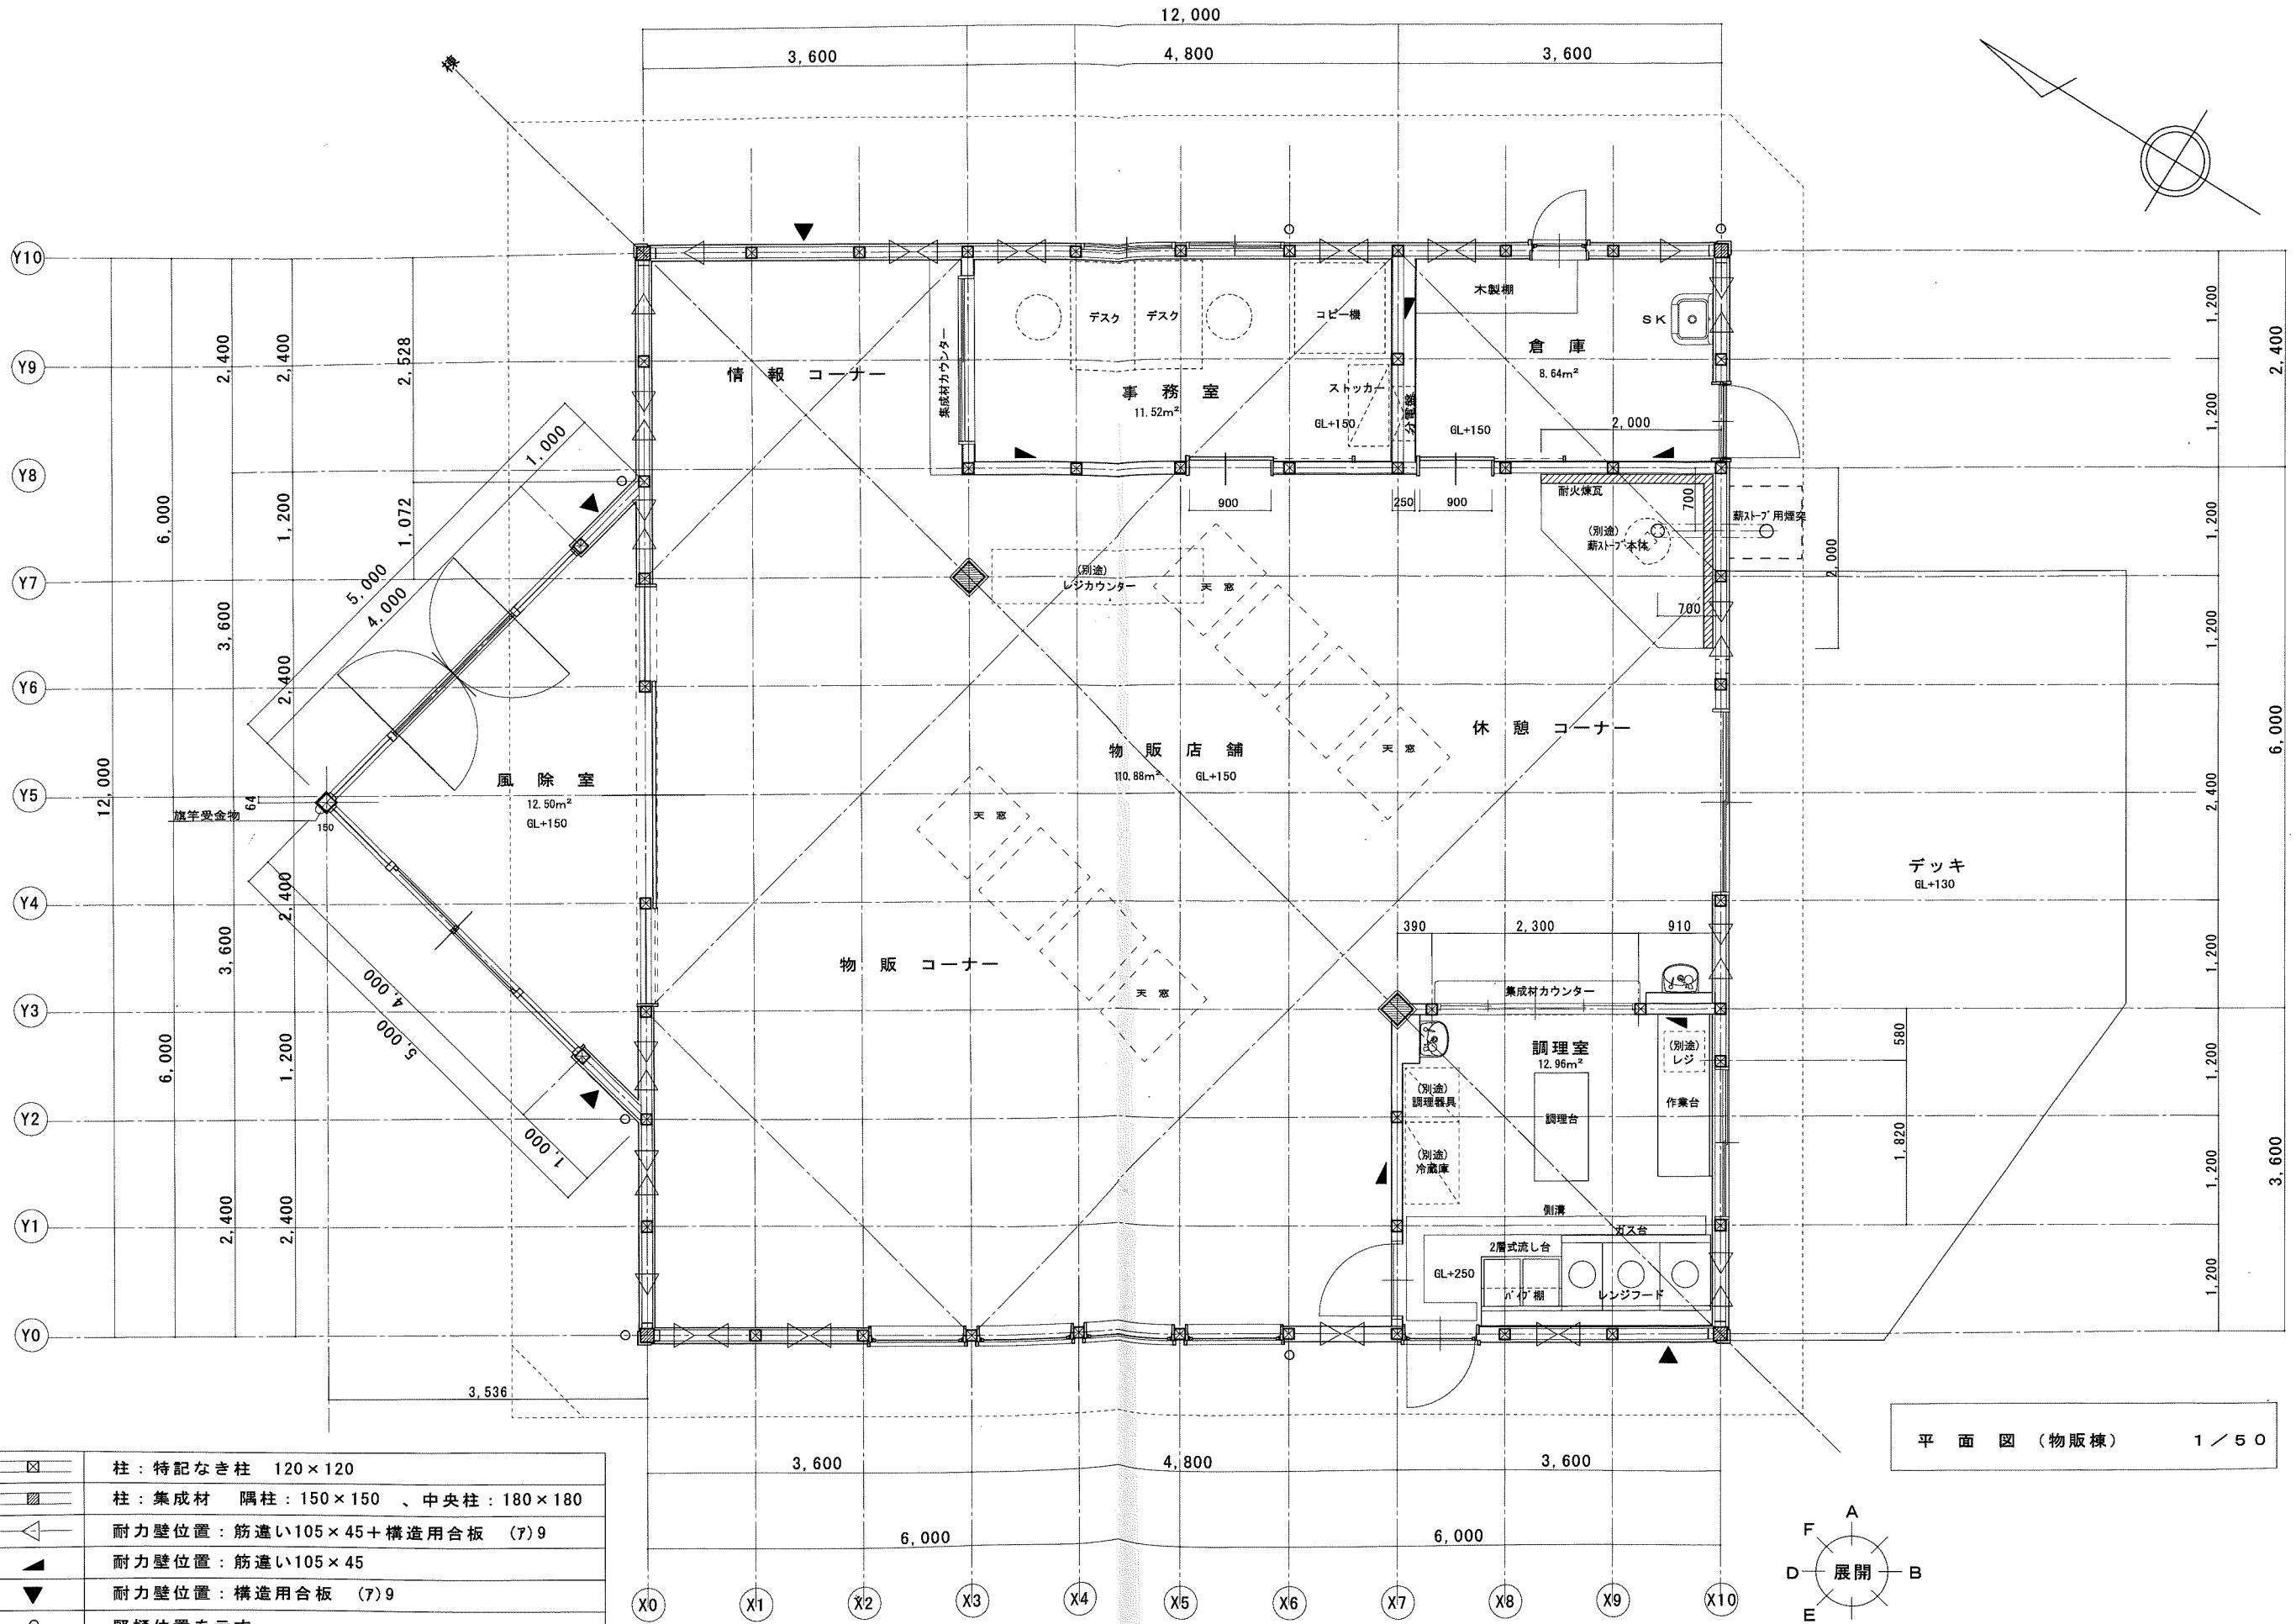 12,000
3,600
4,800
3,600
棟
Y10
Y9
Y8
Y7
Y6
Y5
Y4
Y3
Y2
Y1
Y0
12,000
6,000
6,000
2,400
3,600
3,600
2,400
2,400
1,200
2,400
2,400
1,200
2,400
2,528
1,072
1,000
5,000
4,000
4,000
5,000
1,000
64
150
旗竿受金物
3,536
風除室
12.50m²
GL+150
情報コーナー
集成材カウンター
デスク
デスク
コピー機
事務室
11.52m²
ストッカー
GL+150
分電盤
木製棚
SK
倉庫
8.64m²
GL+150
2,000
900
250
900
耐火煉瓦
700
(別途)
薪ストーブ本体
薪ストーブ用煙突
2,000
700
(別途)
レジカウンター
天窓
天窓
天窓
天窓
休憩コーナー
物販店舗
110.88m²
GL+150
物販コーナー
デッキ
GL+130
390
2,300
910
集成材カウンター
調理室
12.96m²
(別途)
レジ
(別途)
調理器具
調理台
作業台
(別途)
冷蔵庫
側溝
ガス台
2層式流し台
GL+250
パイプ棚
レンジフード
580
1,820
1,200
1,200
1,200
1,200
2,400
1,200
1,200
1,200
1,200
2,400
6,000
3,600
3,600
4,800
3,600
6,000
6,000
X0
X1
X2
X3
X4
X5
X6
X7
X8
X9
X10
平面図（物販棟） 1／50
A
F
D
展開
B
E
柱：特記なき柱 120×120
柱：集成材 隅柱：150×150 、中央柱：180×180
耐力壁位置：筋違い105×45＋構造用合板 (ｱ)9
耐力壁位置：筋違い105×45
耐力壁位置：構造用合板 (ｱ)9